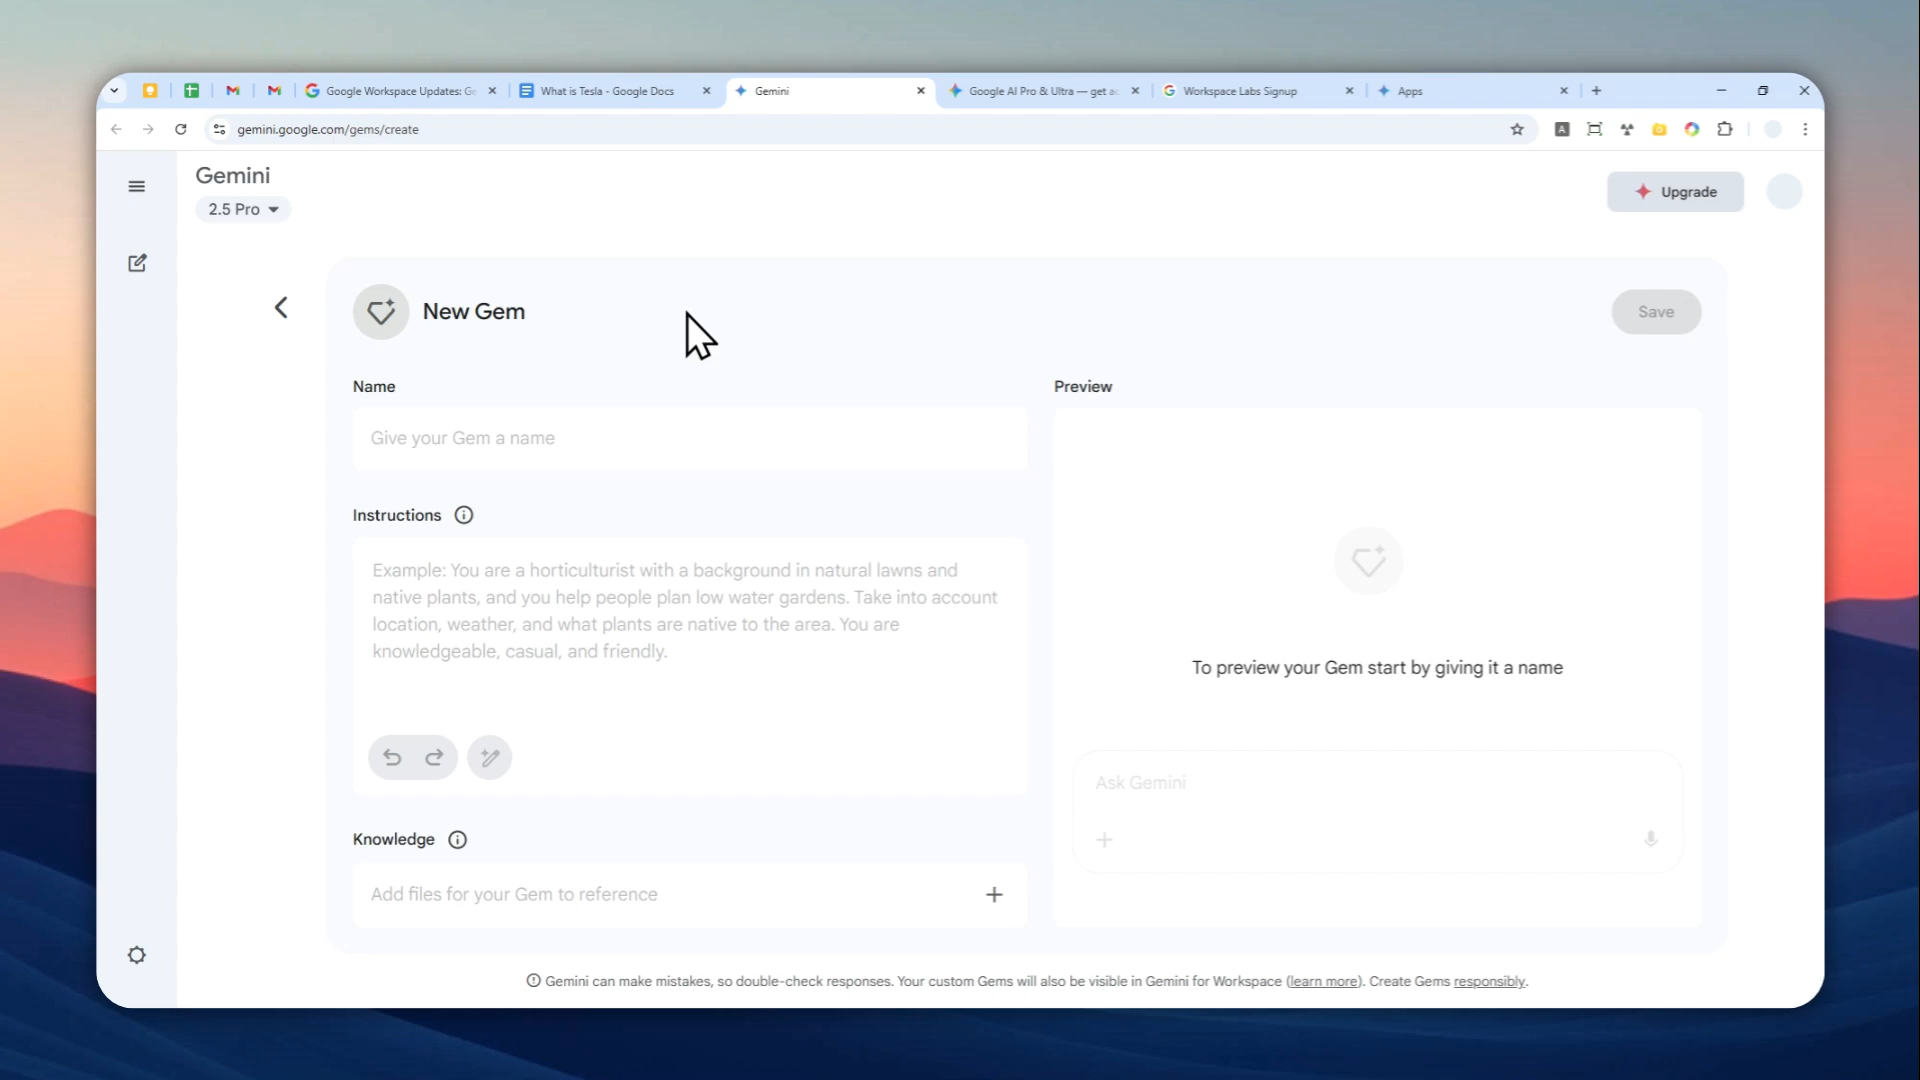 Google Workspace Updates: Ge
What is Tesla - Google Docs
Gemini
Google AI Pro & Ultra — get ac
Workspace Labs Signup
Apps
gemini.google.com/gems/create
Gemini
2.5 Pro
Upgrade
New Gem
Save
Name
Preview
Give your Gem a name
Instructions
Example: You are a horticulturist with a background in natural lawns and
native plants, and you help people plan low water gardens. Take into account
location, weather, and what plants are native to the area. You are
knowledgeable, casual, and friendly.
To preview your Gem start by giving it a name
Ask Gemini
Knowledge
Add files for your Gem to reference
Gemini can make mistakes, so double-check responses. Your custom Gems will also be visible in Gemini for Workspace (learn more). Create Gems responsibly.